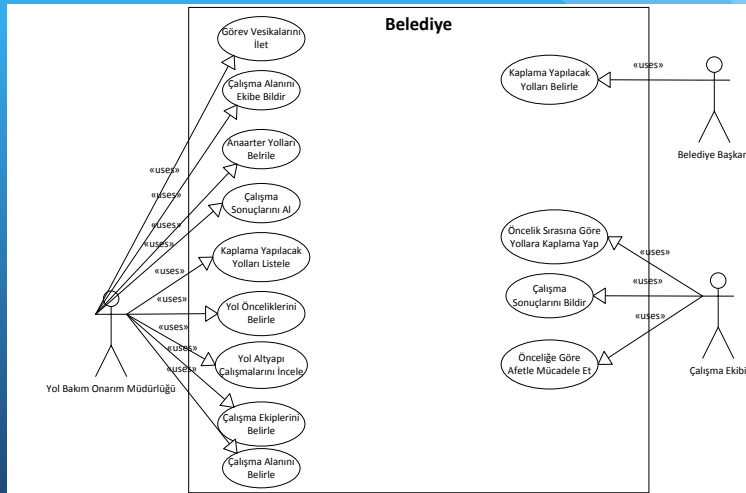 Belediye
Görev Vesikalarını
İlet
Çalışma Alanını
Ekibe Bildir
Anaarter Yolları
Belrile
Çalışma
Sonuçlarını Al
Kaplama Yapılacak
Yolları Listele
Yol Önceliklerini
Belirle
Yol Altyapı
Çalışmalarını İncele
Çalışma Ekiplerini
Belirle
Çalışma Alanını
Belirle
«uses»
«uses»
«uses»
«uses»
«uses»
«uses»
«uses»
«uses»
«uses»
Yol Bakım Onarım Müdürlüğü
Kaplama Yapılacak
Yolları Belirle
«uses»
Belediye Başkan
Öncelik Sırasına Göre
Yollara Kaplama Yap
Çalışma
Sonuçlarını Bildir
Önceliğe Göre
Afetle Mücadele Et
«uses»
«uses»
«uses»
Çalışma Ekibi